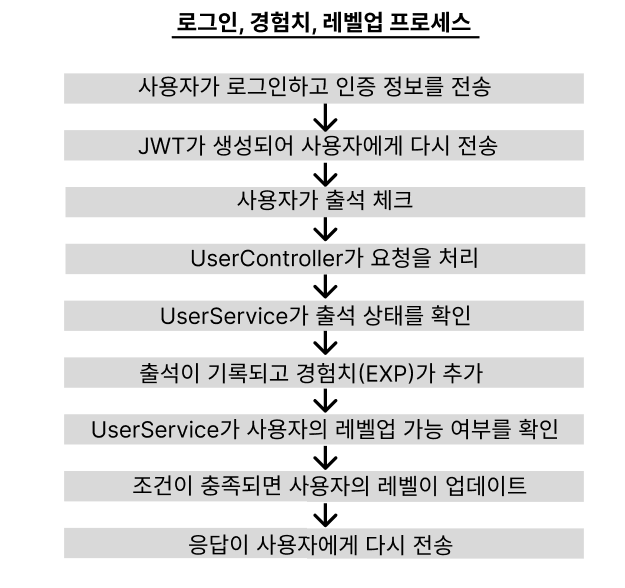 로그인, 경험치, 레벨업 프로세스
사용자가 로그인하고 인증 정보를 전송
JWT가 생성되어 사용자에게 다시 전송
사용자가 출석 체크
UserController가 요청을 처리
UserService가 출석 상태를 확인
출석이 기록되고 경험치(EXP)가 추가
UserService가 사용자의 레벨업 가능 여부를 확인
조건이 충족되면 사용자의 레벨이 업데이트
응답이 사용자에게 다시 전송